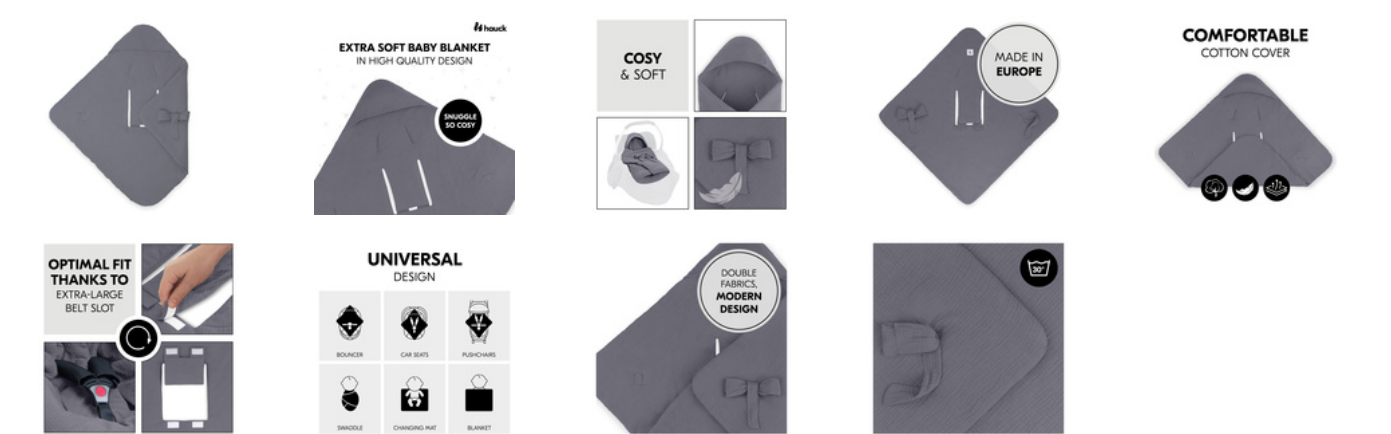 hauck
EXTRA SOFT BABY BLANKET
IN HIGH QUALITY DESIGN
SNUGGLE
SO COSY
COSY
& SOFT
MADE IN
EUROPE
COMFORTABLE
COTTON COVER
OPTIMAL FIT
THANKS TO
EXTRA-LARGE
BELT SLOT
UNIVERSAL
DESIGN
BOUNCER
CAR SEATS
PUSHCHAIRS
SWADDLE
CHANGING MAT
BLANKET
DOUBLE
FABRICS,
MODERN
DESIGN
30°